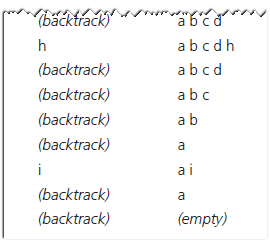 (backtrack) a b c d
h a b c d h
(backtrack) a b c d
(backtrack) a b c
(backtrack) a b
(backtrack) a
i a i
(backtrack) a
(backtrack) (empty)